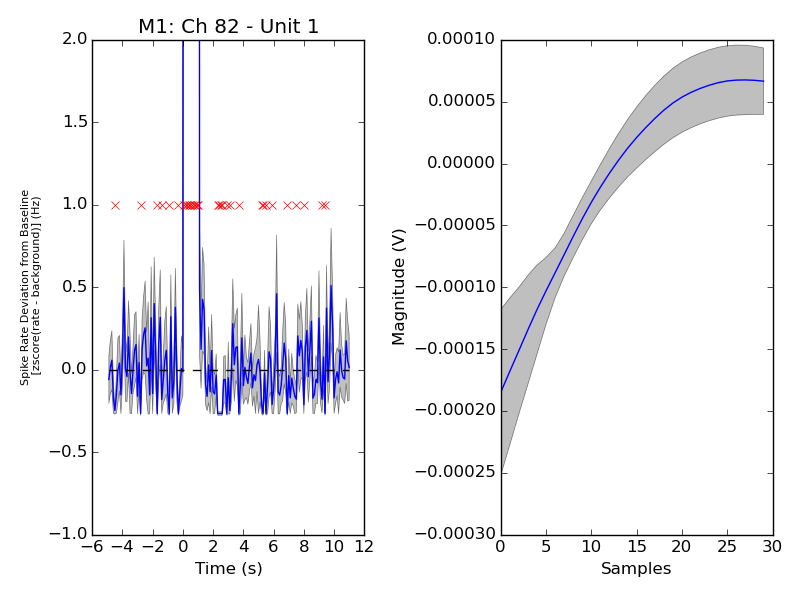 M1: Ch 82 - Unit 1
2.0
1.5
1.0
0.5
0.0
−0.5
−1.0
−6 −4 −2 0 2 4 6 8 10 12
Time (s)
Spike Rate Deviation from Baseline
[zscore(rate - background)] (Hz)
0.00010
0.00005
0.00000
−0.00005
−0.00010
−0.00015
−0.00020
−0.00025
−0.00030
0 5 10 15 20 25 30
Samples
Magnitude (V)